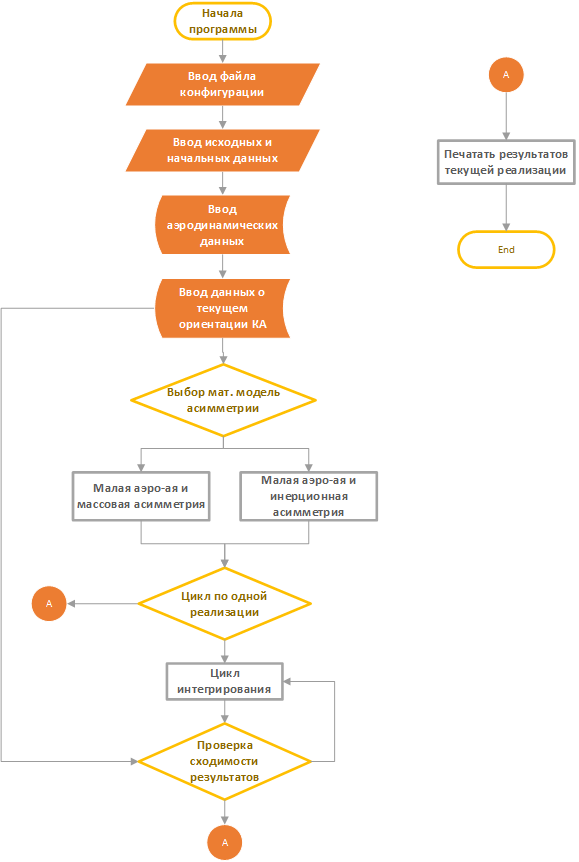 Начала
программы
Ввод файла
конфигурации
Ввод исходных и
начальных данных
Ввод
аэродинамических
данных
Ввод данных о
текущем
ориентации КА
Выбор мат. модель
асимметрии
Малая аэро-ая и
массовая асимметрия
Малая аэро-ая и
инерционная
асимметрия
Цикл по одной
реализации
A
Цикл
интегрирования
Проверка
сходимости
результатов
A
A
Печатать результатов
текущей реализации
End